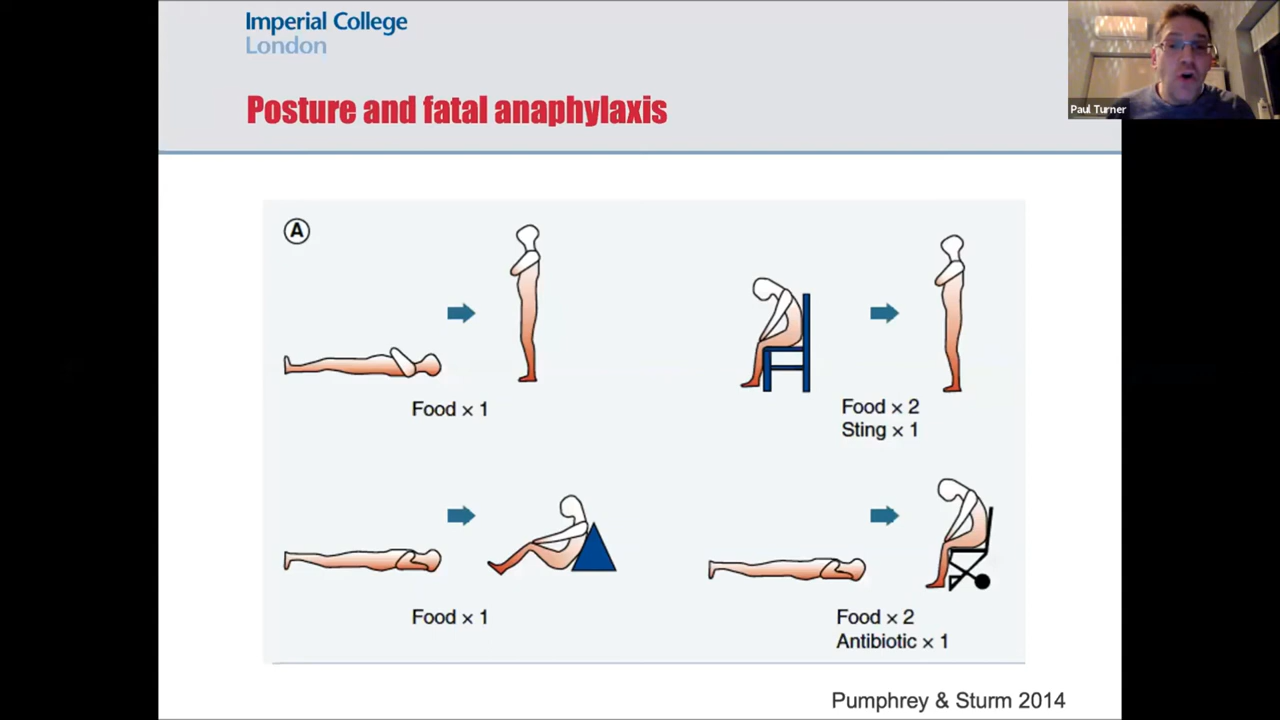 Imperial College
London
Paul Turner
Posture and fatal anaphylaxis
A
Food × 1
Food × 2
Sting × 1
Food × 1
Food × 2
Antibiotic × 1
Pumphrey & Sturm 2014